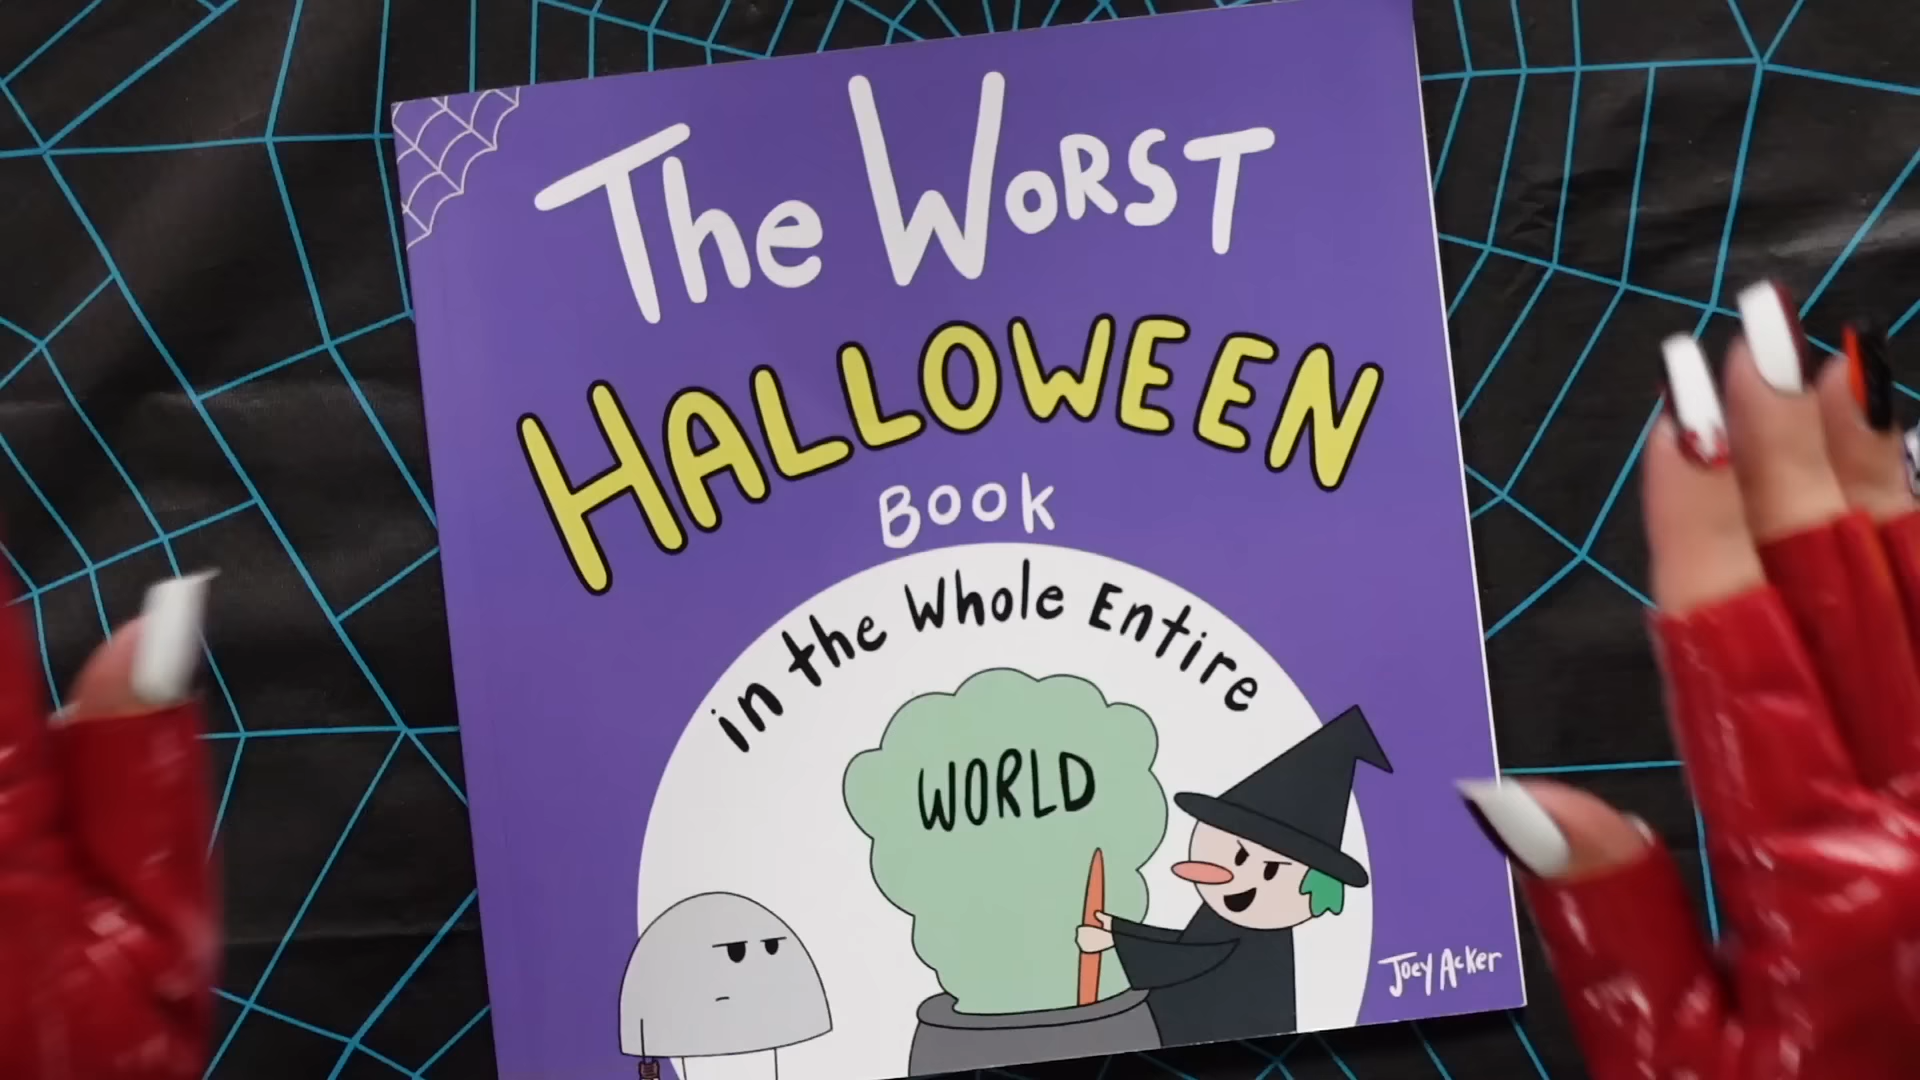 The Worst
Halloween
Book
in the Whole Entire
World
Joey Acker